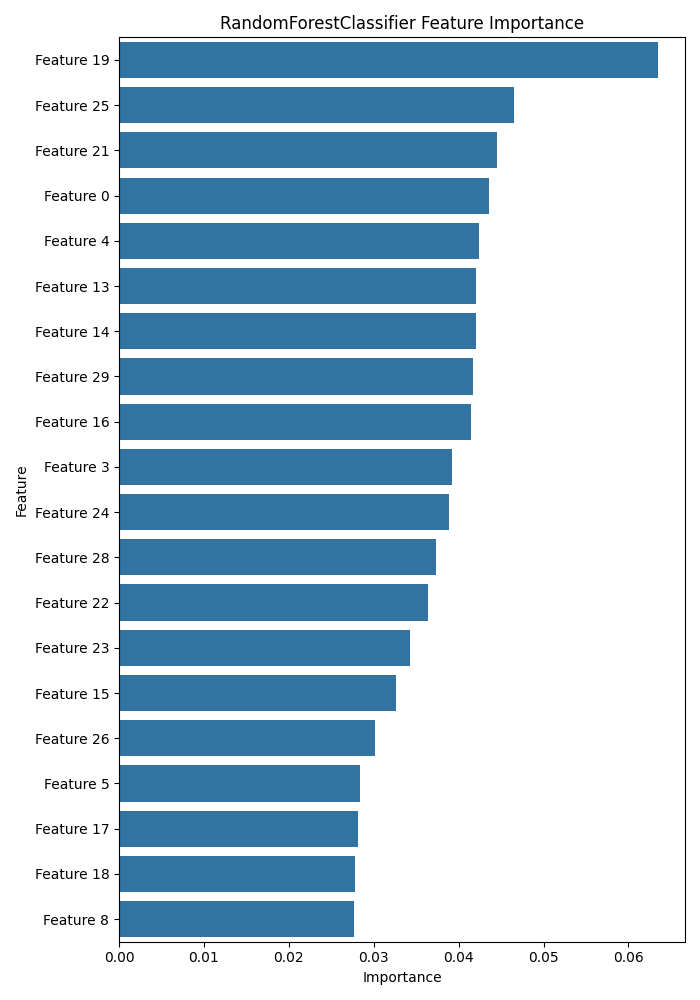 RandomForestClassifier Feature Importance
Feature
Feature 19
Feature 25
Feature 21
Feature 0
Feature 4
Feature 13
Feature 14
Feature 29
Feature 16
Feature 3
Feature 24
Feature 28
Feature 22
Feature 23
Feature 15
Feature 26
Feature 5
Feature 17
Feature 18
Feature 8
0.00 0.01 0.02 0.03 0.04 0.05 0.06
Importance